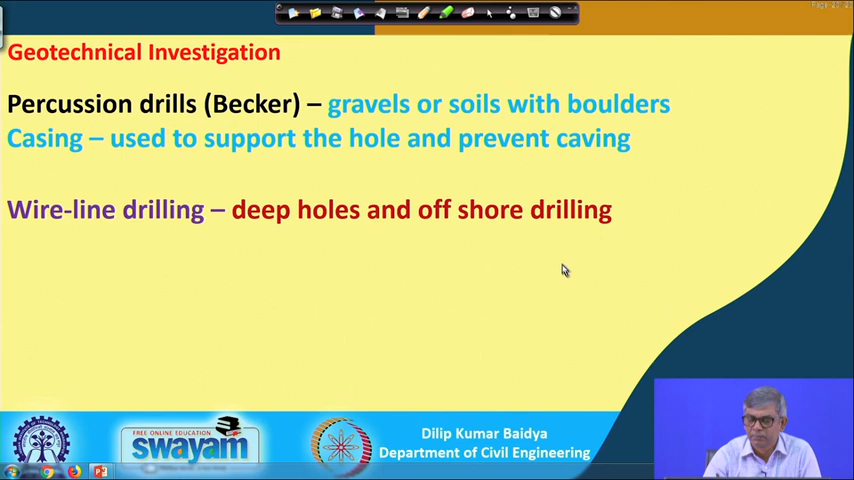 Geotechnical Investigation
Percussion drills (Becker) – gravels or soils with boulders
Casing – used to support the hole and prevent caving
Wire-line drilling – deep holes and off shore drilling
FREE ONLINE EDUCATION
swayam
Dilip Kumar Baidya
Department of Civil Engineering